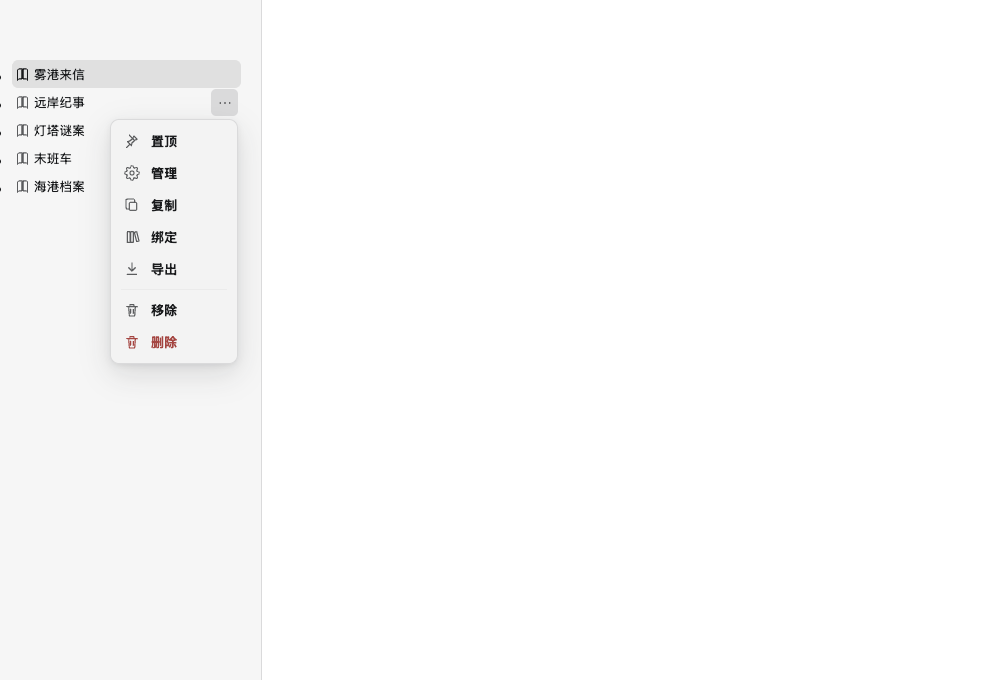 雾港来信
远岸纪事
灯塔谜案
末班车
海港档案
置顶
管理
复制
绑定
导出
移除
删除